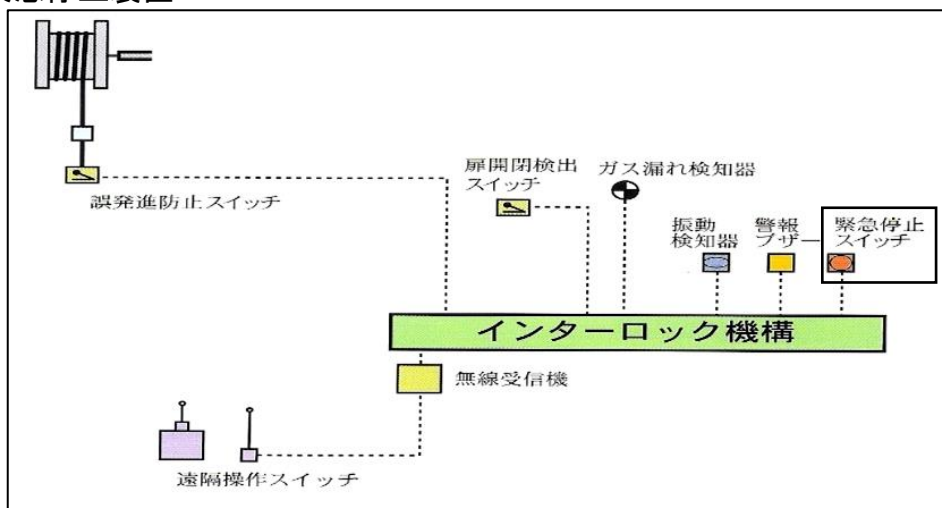 誤発進防止スイッチ
扉開閉検出
スイッチ
ガス漏れ検知器
振動
検知器
警報
ブザー
緊急停止
スイッチ
インターロック機構
無線受信機
遠隔操作スイッチ